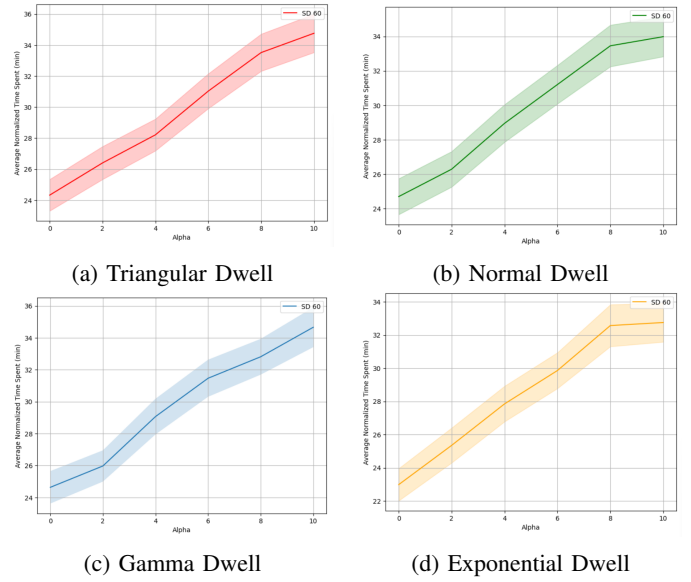 SD 60
36
34
32
30
28
26
24
Average Normalized Time Spent (min)
0 2 4 6 8 10
Alpha
(a) Triangular Dwell
SD 60
34
32
30
28
26
24
Average Normalized Time Spent (min)
0 2 4 6 8 10
Alpha
(b) Normal Dwell
SD 60
36
34
32
30
28
26
24
Average Normalized Time Spent (min)
0 2 4 6 8 10
Alpha
(c) Gamma Dwell
SD 60
34
32
30
28
26
24
22
Average Normalized Time Spent (min)
0 2 4 6 8 10
Alpha
(d) Exponential Dwell